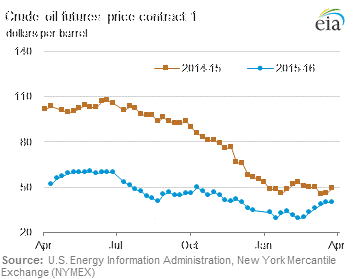 Crude oil futures price contract 1
dollars per barrel
eia
140
2014-15
2015-16
110
80
50
20
Apr Jul Oct Jan Apr
Source: U.S. Energy Information Administration, New York Mercantile
Exchange (NYMEX)